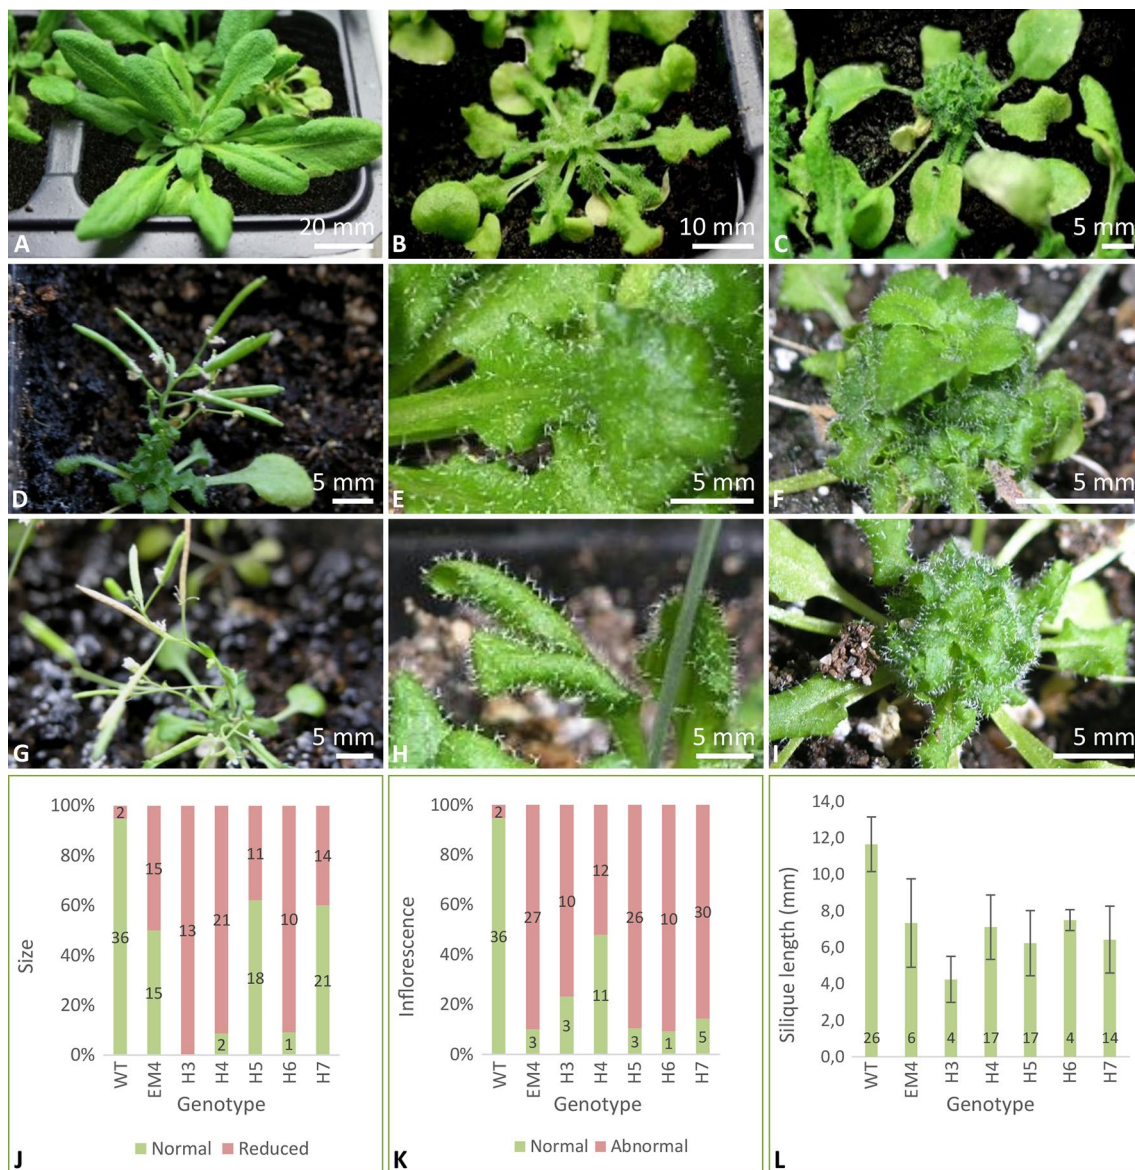 20 mm
A
10 mm
B
5 mm
C
5 mm
D
5 mm
E
5 mm
F
5 mm
G
5 mm
H
5 mm
I
100%
80%
60%
40%
20%
0%
Size
2
36
15
15
13
21
2
11
18
10
1
14
21
WT
EM4
H3
H4
H5
H6
H7
Genotype
Normal
Reduced
J
100%
80%
60%
40%
20%
0%
Inflorescence
2
36
27
3
10
3
12
11
26
3
10
1
30
5
WT
EM4
H3
H4
H5
H6
H7
Genotype
Normal
Abnormal
K
14,0
12,0
10,0
8,0
6,0
4,0
2,0
0,0
Silique length (mm)
26
6
4
17
17
4
14
WT
EM4
H3
H4
H5
H6
H7
Genotype
L